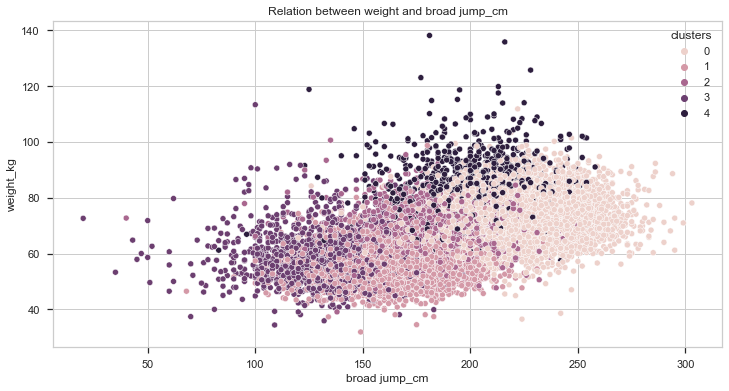 Relation between weight and broad jump_cm
clusters
0
1
2
3
4
140
120
100
80
60
40
weight_kg
50 100 150 200 250 300
broad jump_cm